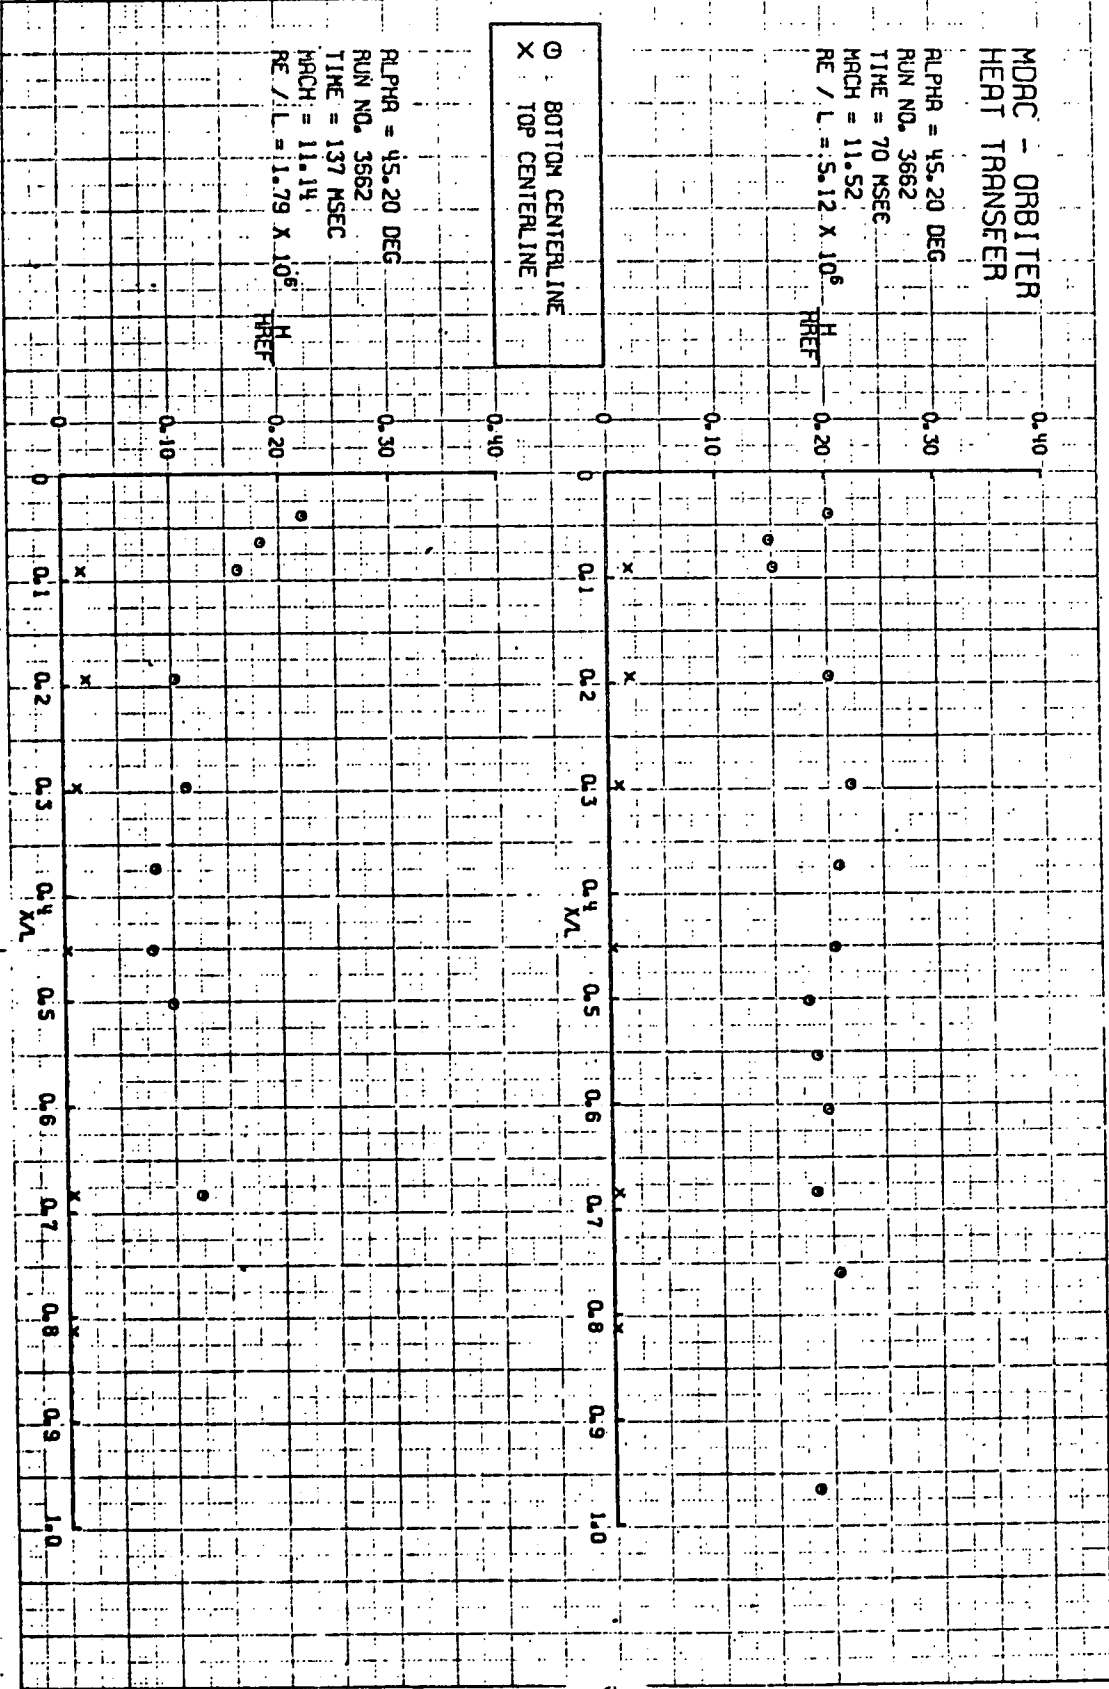 MDAC - ORBITER
HEAT TRANSFER
ALPHA = 45.20 DEG
RUN NO. 3662
TIME = 70 MSEC
MACH = 11.52
RE / L = 5.12 X 10⁶
H
HREF
0.40
0.30
0.20
0.10
0
0 0.1 0.2 0.3 0.4 0.5 0.6 0.7 0.8 0.9 1.0
X/L
⊙ BOTTOM CENTERLINE
X TOP CENTERLINE
ALPHA = 45.20 DEG
RUN NO. 3662
TIME = 137 MSEC
MACH = 11.14
RE / L = 1.79 X 10⁶
H
HREF
0.40
0.30
0.20
0.10
0
0 0.1 0.2 0.3 0.4 0.5 0.6 0.7 0.8 0.9 1.0
X/L